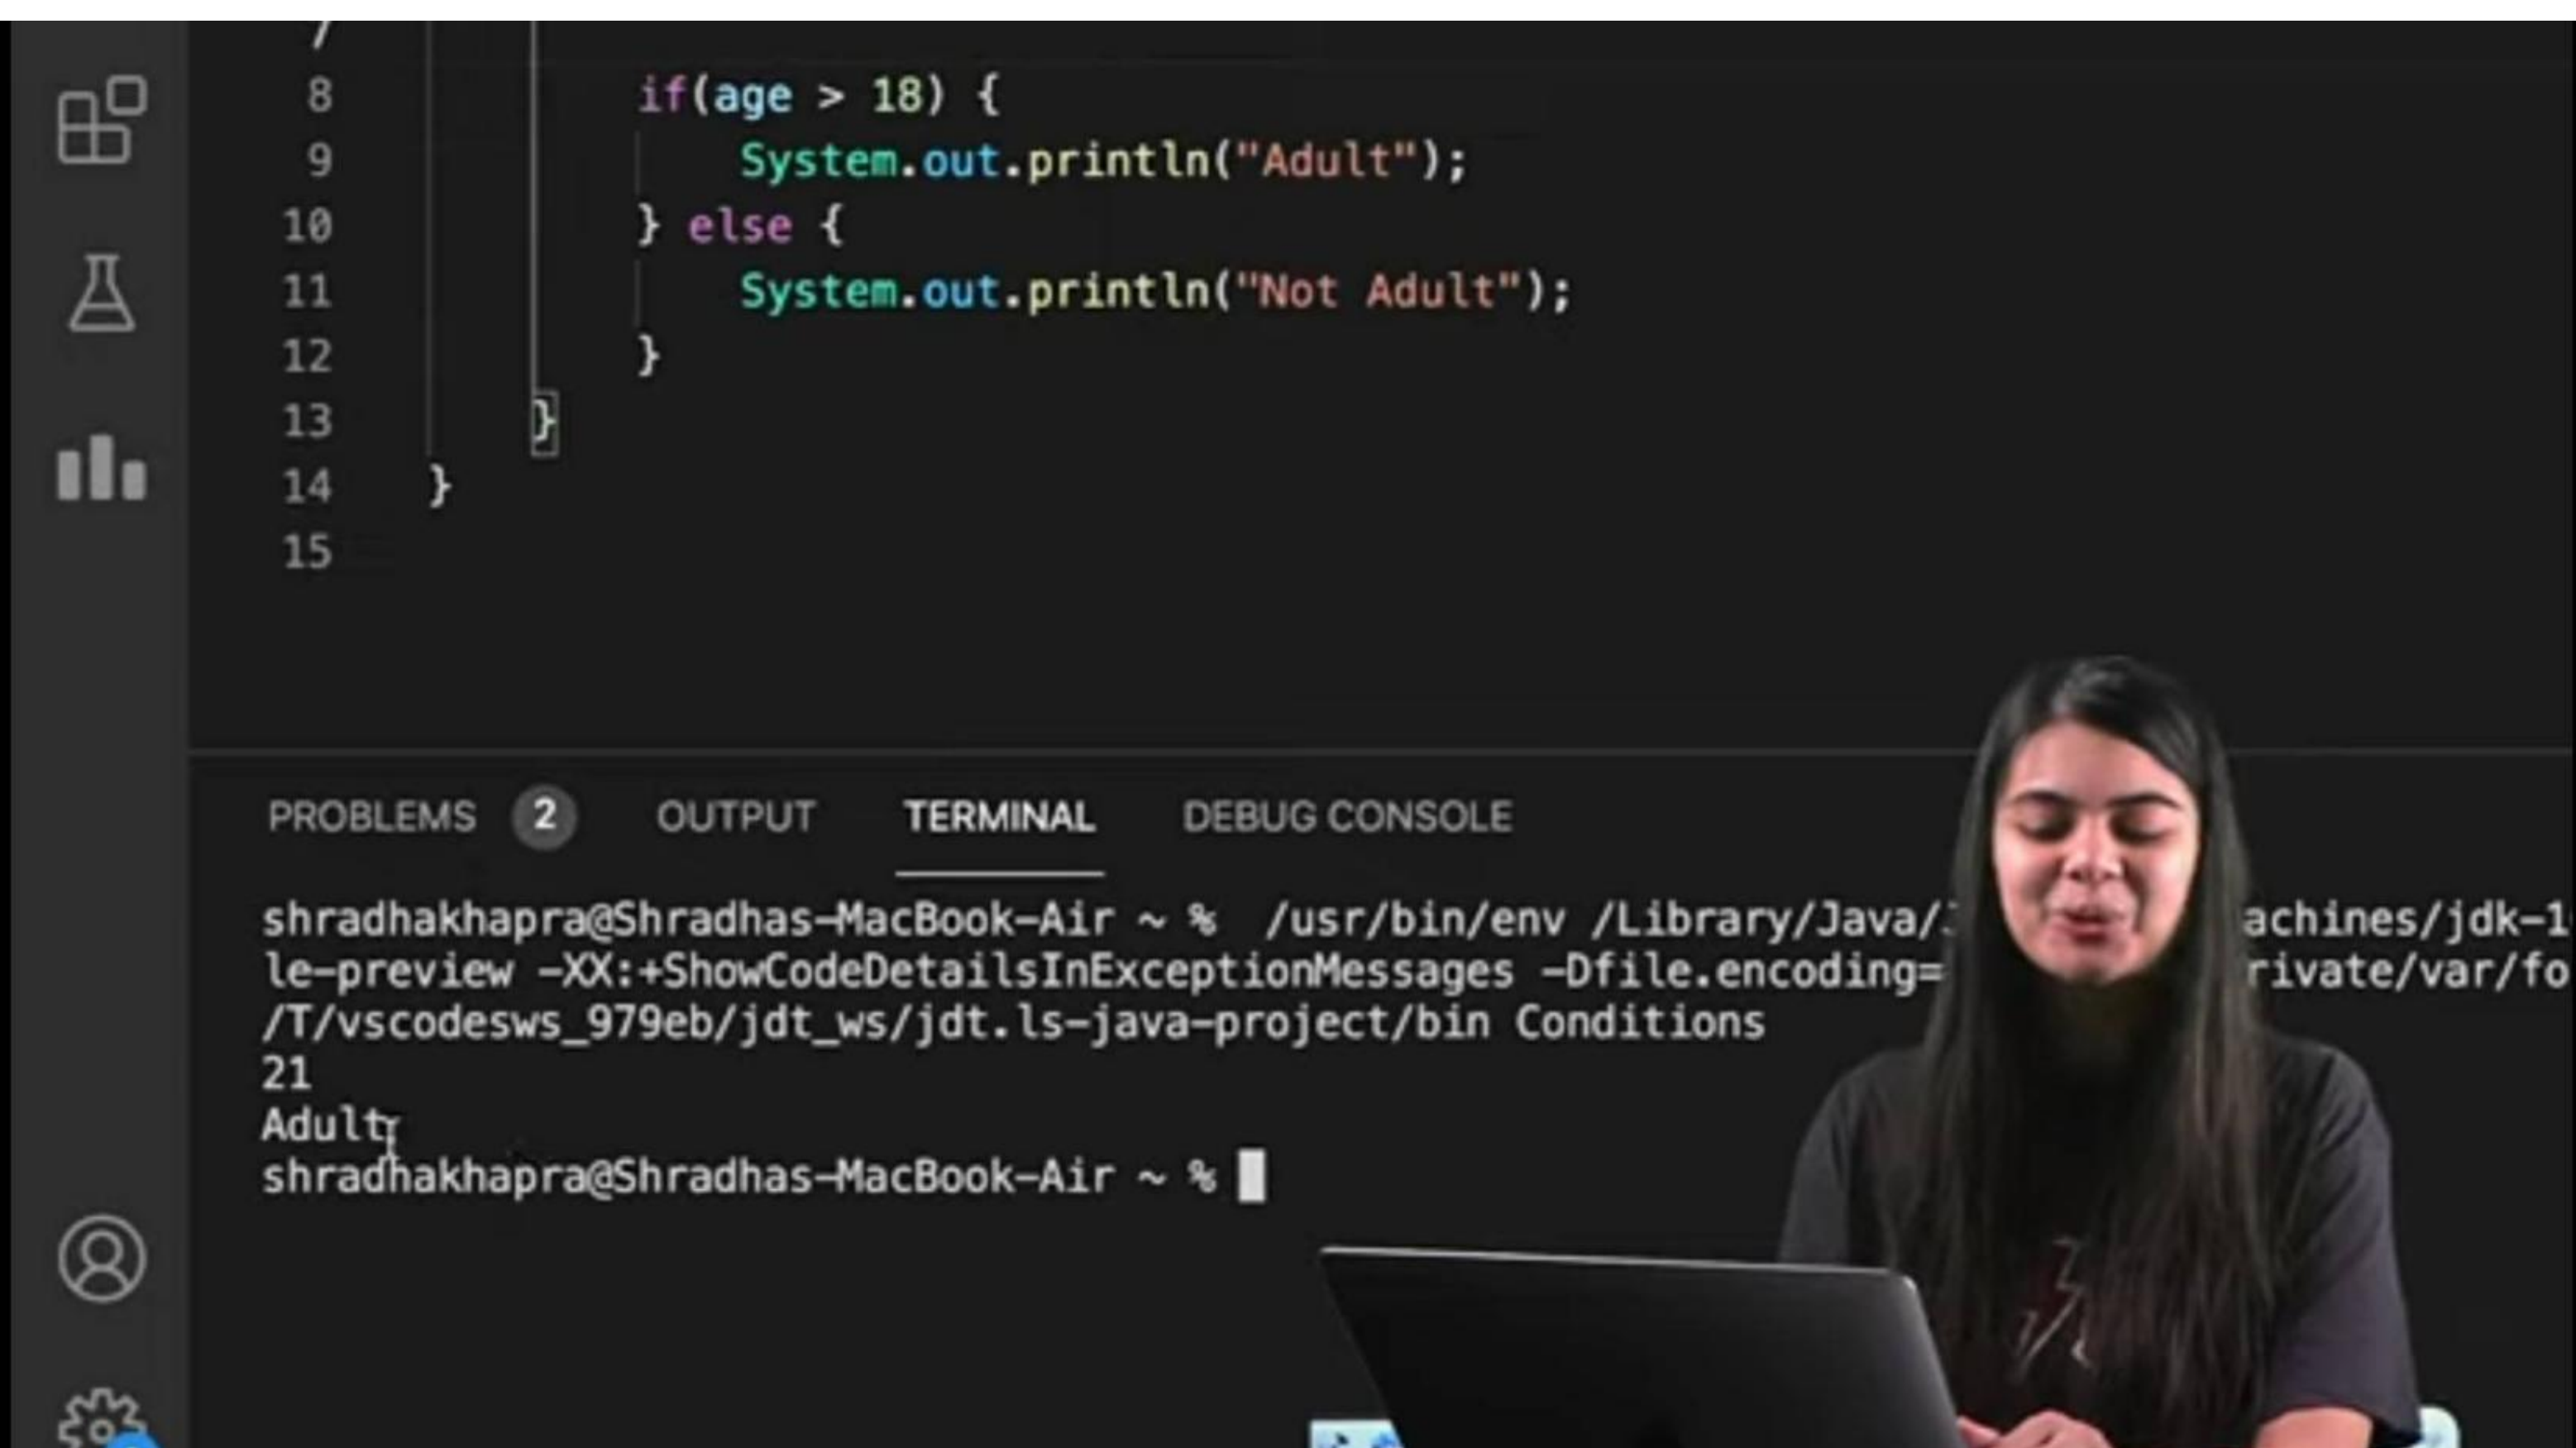 8 if(age > 18) {
9 System.out.println("Adult");
10 } else {
11 System.out.println("Not Adult");
12 }
13 }
14 }
15
PROBLEMS 2 OUTPUT TERMINAL DEBUG CONSOLE
shradhakhapra@Shradhas-MacBook-Air ~ % /usr/bin/env /Library/Java/ achines/jdk-1
le-preview -XX:+ShowCodeDetailsInExceptionMessages -Dfile.encoding= rivate/var/fo
/T/vscodesws_979eb/jdt_ws/jdt.ls-java-project/bin Conditions
21
Adult
shradhakhapra@Shradhas-MacBook-Air ~ %